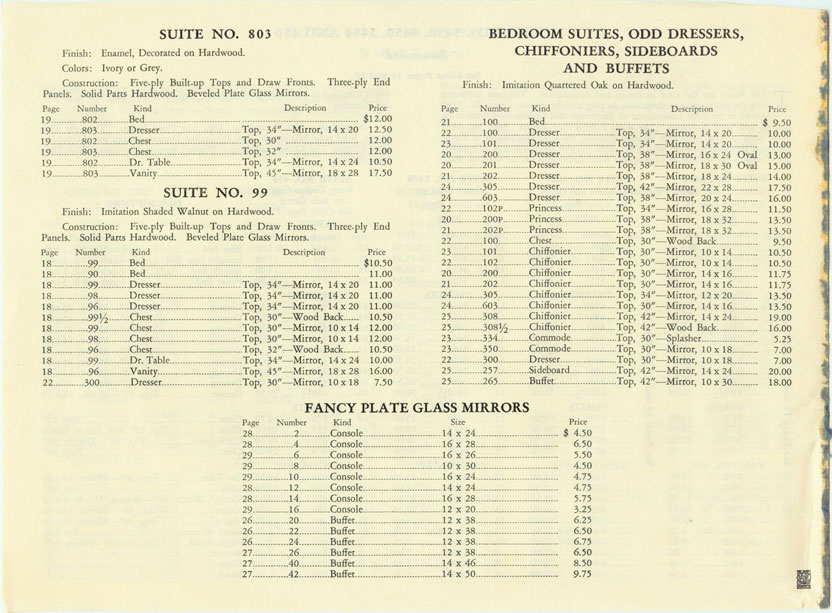 SUITE NO. 803
Finish: Enamel, Decorated on Hardwood.
Colors: Ivory or Grey.
Construction: Five-ply Built-up Tops and Draw Fronts. Three-ply End
Panels. Solid Parts Hardwood. Beveled Plate Glass Mirrors.
Page Number Kind Description Price
19 802 Bed $12.00
19 803 Dresser Top, 34"—Mirror, 14 x 20 12.50
19 802 Chest Top, 30" 12.00
19 803 Chest Top, 32" 12.00
19 802 Dr. Table Top, 34"—Mirror, 14 x 24 10.50
19 803 Vanity Top, 45"—Mirror, 18 x 28 17.50
SUITE NO. 99
Finish: Imitation Shaded Walnut on Hardwood.
Construction: Five-ply Built-up Tops and Draw Fronts. Three-ply End
Panels. Solid Parts Hardwood. Beveled Plate Glass Mirrors.
Page Number Kind Description Price
18 99 Bed $10.50
18 90 Bed 11.00
18 99 Dresser Top, 34"—Mirror, 14 x 20 11.00
18 98 Dresser Top, 34"—Mirror, 14 x 20 11.00
18 96 Dresser Top, 34"—Mirror, 14 x 20 11.00
18 99½ Chest Top, 30"—Wood Back 10.50
18 99 Chest Top, 30"—Mirror, 10 x 14 12.00
18 98 Chest Top, 30"—Mirror, 10 x 14 12.00
18 96 Chest Top, 32"—Wood Back 10.50
18 99 Dr. Table Top, 34"—Mirror, 14 x 24 10.00
18 96 Vanity Top, 45"—Mirror, 18 x 28 16.00
22 300 Dresser Top, 30"—Mirror, 10 x 18 7.50
BEDROOM SUITES, ODD DRESSERS,
CHIFFONIERS, SIDEBOARDS
AND BUFFETS
Finish: Imitation Quartered Oak on Hardwood.
Page Number Kind Description Price
21 100 Bed $ 9.50
22 100 Dresser Top, 34"—Mirror, 14 x 20 10.00
23 101 Dresser Top, 34"—Mirror, 14 x 20 10.00
20 200 Dresser Top, 38"—Mirror, 16 x 24 Oval 13.00
20 201 Dresser Top, 38"—Mirror, 18 x 30 Oval 15.00
21 202 Dresser Top, 38"—Mirror, 18 x 24 14.00
24 305 Dresser Top, 42"—Mirror, 22 x 28 17.50
24 603 Dresser Top, 38"—Mirror, 20 x 24 16.00
22 102P Princess Top, 34"—Mirror, 16 x 28 11.50
20 200P Princess Top, 38"—Mirror, 18 x 32 13.50
21 202P Princess Top, 38"—Mirror, 18 x 32 13.50
22 100 Chest Top, 30"—Wood Back 9.50
23 101 Chiffonier Top, 30"—Mirror, 10 x 14 10.50
22 102 Chiffonier Top, 30"—Mirror, 10 x 14 10.50
20 200 Chiffonier Top, 30"—Mirror, 14 x 16 11.75
21 202 Chiffonier Top, 30"—Mirror, 14 x 16 11.75
24 305 Chiffonier Top, 34"—Mirror, 12 x 20 13.50
24 603 Chiffonier Top, 30"—Mirror, 14 x 16 13.50
25 308 Chiffonier Top, 42"—Mirror, 14 x 24 19.00
25 308½ Chiffonier Top, 42"—Wood Back 16.00
23 334 Commode Top, 30"—Splasher 5.25
23 350 Commode Top, 30"—Mirror, 10 x 18 7.00
22 300 Dresser Top, 30"—Mirror, 10 x 18 7.00
25 257 Sideboard Top, 42"—Mirror, 14 x 24 20.00
25 265 Buffet Top, 42"—Mirror, 10 x 30 18.00
FANCY PLATE GLASS MIRRORS
Page Number Kind Size Price
28 2 Console 14 x 24 $ 4.50
28 4 Console 16 x 28 6.50
29 6 Console 16 x 26 5.50
29 8 Console 10 x 30 4.50
29 10 Console 16 x 24 4.75
28 12 Console 14 x 24 4.75
28 14 Console 16 x 28 5.75
29 16 Console 12 x 20 3.25
26 20 Buffet 12 x 38 6.25
26 22 Buffet 12 x 38 6.50
26 24 Buffet 12 x 38 6.75
27 26 Buffet 12 x 38 6.50
27 40 Buffet 14 x 46 8.50
27 42 Buffet 14 x 50 9.75